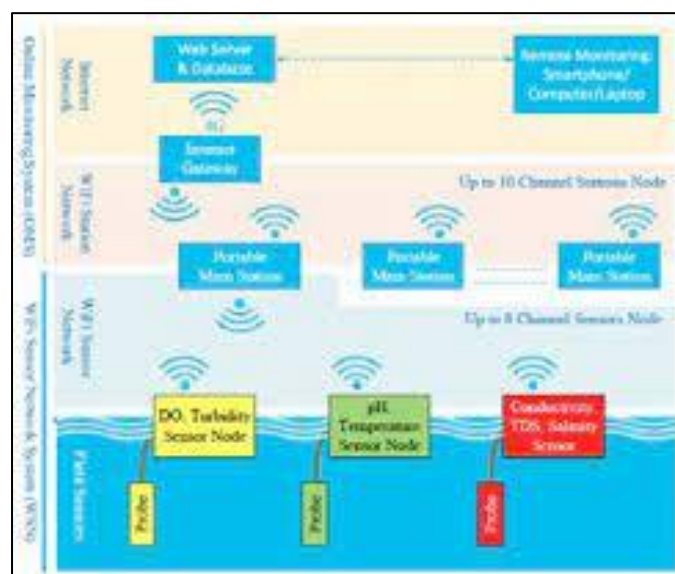 Online Monitoring System (OMS)
Internet
Network
Web Server
& Database
Remote Monitoring:
Smartphone/
Computer/Laptop
Internet
Gateway
WiFi Station
Network
Up to 10 Channel Stations Node
Portable
Main Station
Portable
Main Station
Portable
Main Station
WiFi Sensor Network System (WSN)
WiFi Sensor
Network
Up to 8 Channel Sensors Node
DO, Turbidity
Sensor Node
pH,
Temperature
Sensor Node
Conductivity,
TDS, Salinity
Sensor
Field Sensors
Probe
Probe
Probe